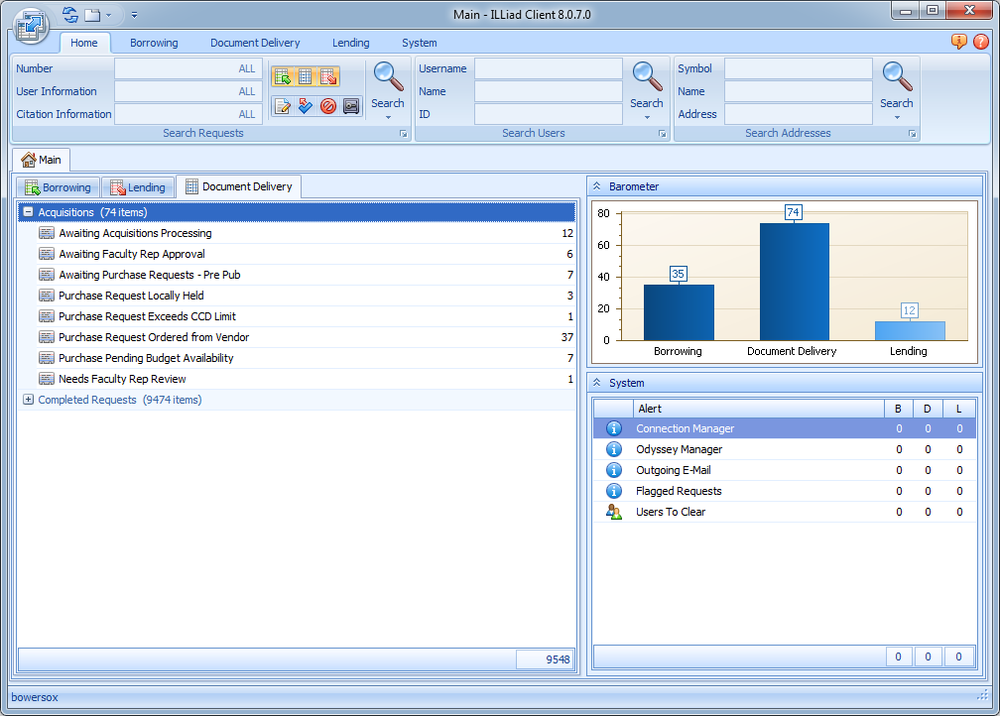 Main - ILLiad Client 8.0.7.0
Home Borrowing Document Delivery Lending System
Number ALL
User Information ALL
Citation Information ALL
Search
Search Requests
Username
Name
ID
Search
Search Users
Symbol
Name
Address
Search
Search Addresses
Main
Borrowing Lending Document Delivery
Acquisitions (74 items)
Awaiting Acquisitions Processing 12
Awaiting Faculty Rep Approval 6
Awaiting Purchase Requests - Pre Pub 7
Purchase Request Locally Held 3
Purchase Request Exceeds CCD Limit 1
Purchase Request Ordered from Vendor 37
Purchase Pending Budget Availability 7
Needs Faculty Rep Review 1
Completed Requests (9474 items)
9548
Barometer
80
60
40
20
0
35
74
12
Borrowing Document Delivery Lending
System
Alert B D L
Connection Manager 0 0 0
Odyssey Manager 0 0 0
Outgoing E-Mail 0 0 0
Flagged Requests 0 0 0
Users To Clear 0 0 0
0 0 0
bowersox